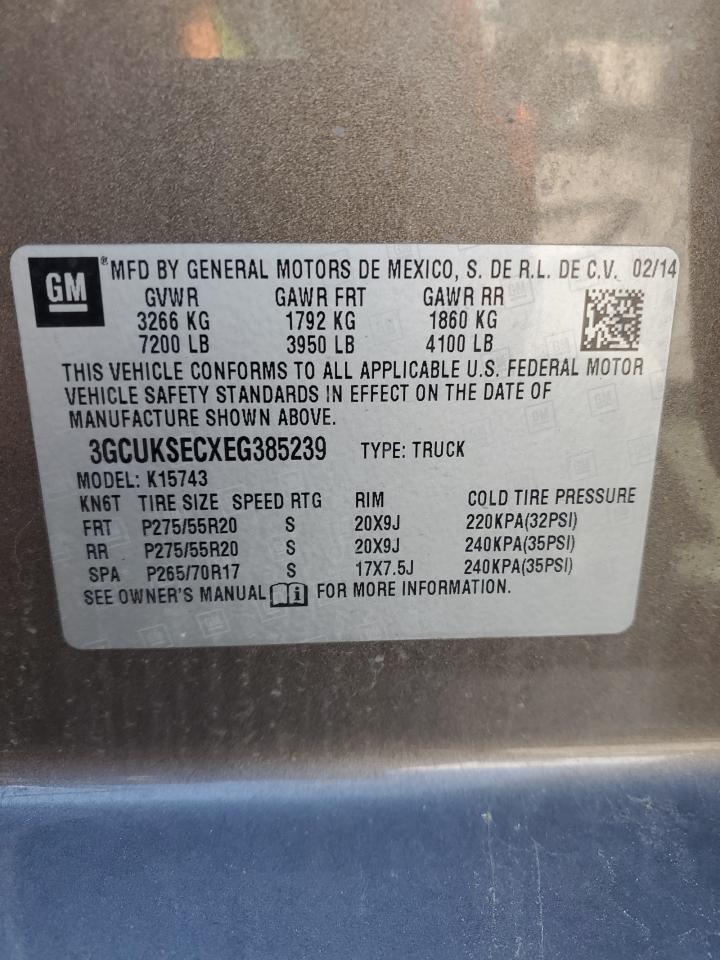 GM ® MFD BY GENERAL MOTORS DE MEXICO, S. DE R.L. DE C.V. 02/14
GVWR GAWR FRT GAWR RR
3266 KG 1792 KG 1860 KG
7200 LB 3950 LB 4100 LB
THIS VEHICLE CONFORMS TO ALL APPLICABLE U.S. FEDERAL MOTOR
VEHICLE SAFETY STANDARDS IN EFFECT ON THE DATE OF
MANUFACTURE SHOWN ABOVE.
3GCUKSECXEG385239 TYPE: TRUCK
MODEL: K15743
KN6T TIRE SIZE SPEED RTG RIM COLD TIRE PRESSURE
FRT P275/55R20 S 20X9J 220KPA(32PSI)
RR P275/55R20 S 20X9J 240KPA(35PSI)
SPA P265/70R17 S 17X7.5J 240KPA(35PSI)
SEE OWNER'S MANUAL i FOR MORE INFORMATION.